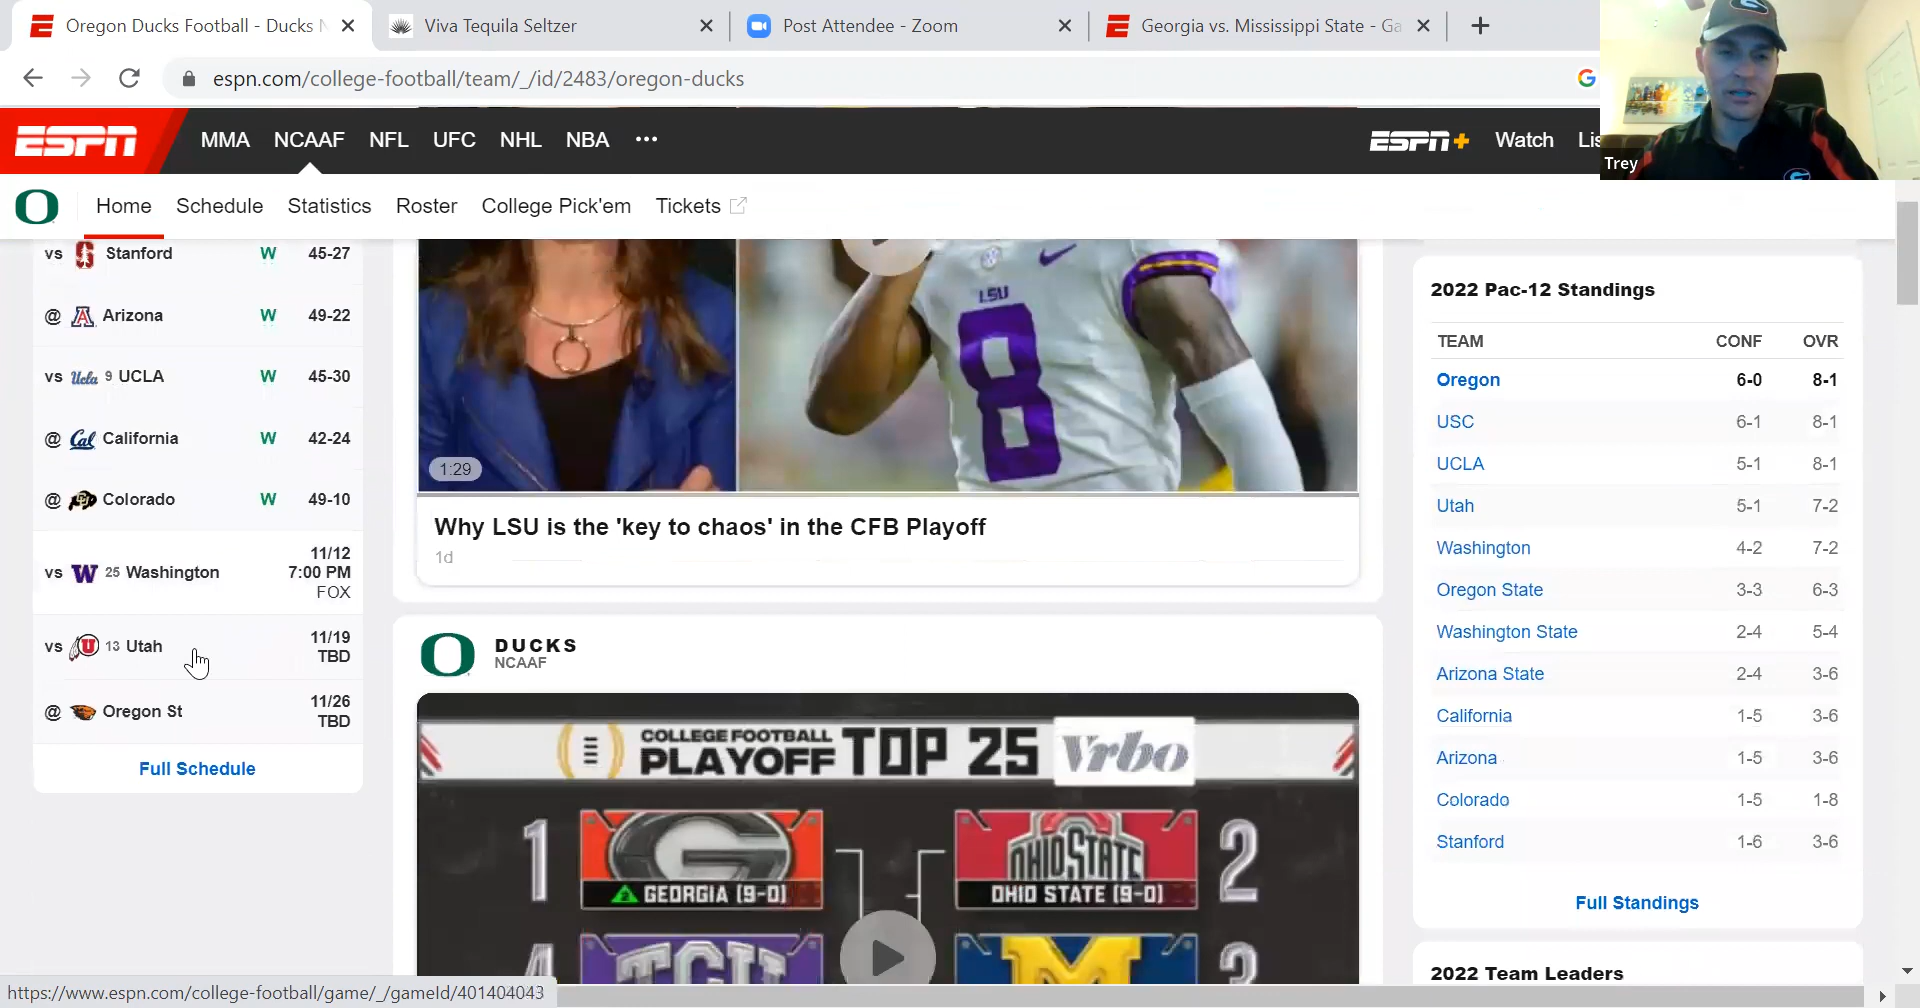 Oregon Ducks Football - Ducks N
Viva Tequila Seltzer
Post Attendee - Zoom
Georgia vs. Mississippi State - Ga
espn.com/college-football/team/_/id/2483/oregon-ducks
Trey
ESPN
MMA
NCAAF
NFL
UFC
NHL
NBA
ESPN+
Watch
Lis
Home
Schedule
Statistics
Roster
College Pick'em
Tickets
vs Stanford W 45-27
@ Arizona W 49-22
vs Ucla 9 UCLA W 45-30
@ Cal California W 42-24
@ Colorado W 49-10
vs W 25 Washington
11/12
7:00 PM
FOX
vs U 13 Utah
11/19
TBD
@ Oregon St
11/26
TBD
Full Schedule
LSU
8
1:29
Why LSU is the 'key to chaos' in the CFB Playoff
1d
DUCKS
NCAAF
COLLEGE FOOTBALL
PLAYOFF TOP 25 Vrbo
1 G GEORGIA (9-0)
OHIO STATE 2
OHIO STATE (9-0)
4 TCU
M 3
2022 Pac-12 Standings
TEAM CONF OVR
Oregon 6-0 8-1
USC 6-1 8-1
UCLA 5-1 8-1
Utah 5-1 7-2
Washington 4-2 7-2
Oregon State 3-3 6-3
Washington State 2-4 5-4
Arizona State 2-4 3-6
California 1-5 3-6
Arizona 1-5 3-6
Colorado 1-5 1-8
Stanford 1-6 3-6
Full Standings
2022 Team Leaders
https://www.espn.com/college-football/game/_/gameId/401404043